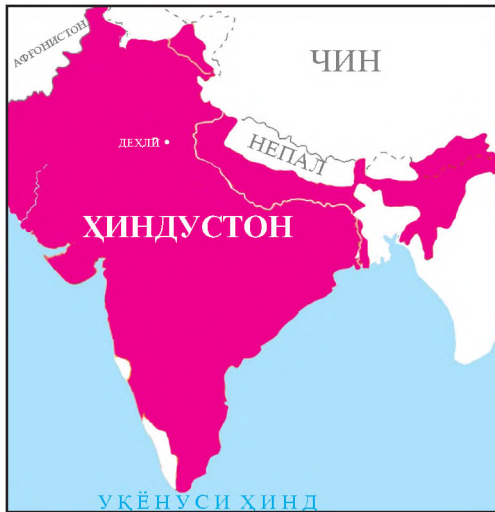 АФҒОНИСТОН
ЧИН
ДЕҲЛӢ
НЕПАЛ
ҲИНДУСТОН
УҚЁНУСИ ҲИНД